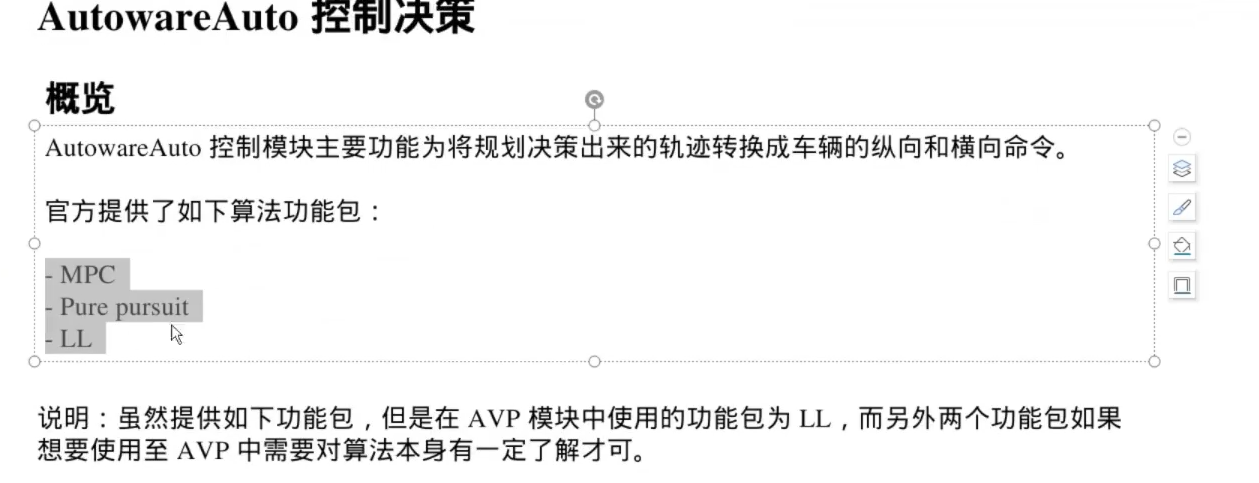 AutowareAuto 控制决策
概览
AutowareAuto 控制模块主要功能为将规划决策出来的轨迹转换成车辆的纵向和横向命令。
官方提供了如下算法功能包：
- MPC
- Pure pursuit
- LL
说明：虽然提供如下功能包，但是在 AVP 模块中使用的功能包为 LL，而另外两个功能包如果
想要使用至 AVP 中需要对算法本身有一定了解才可。